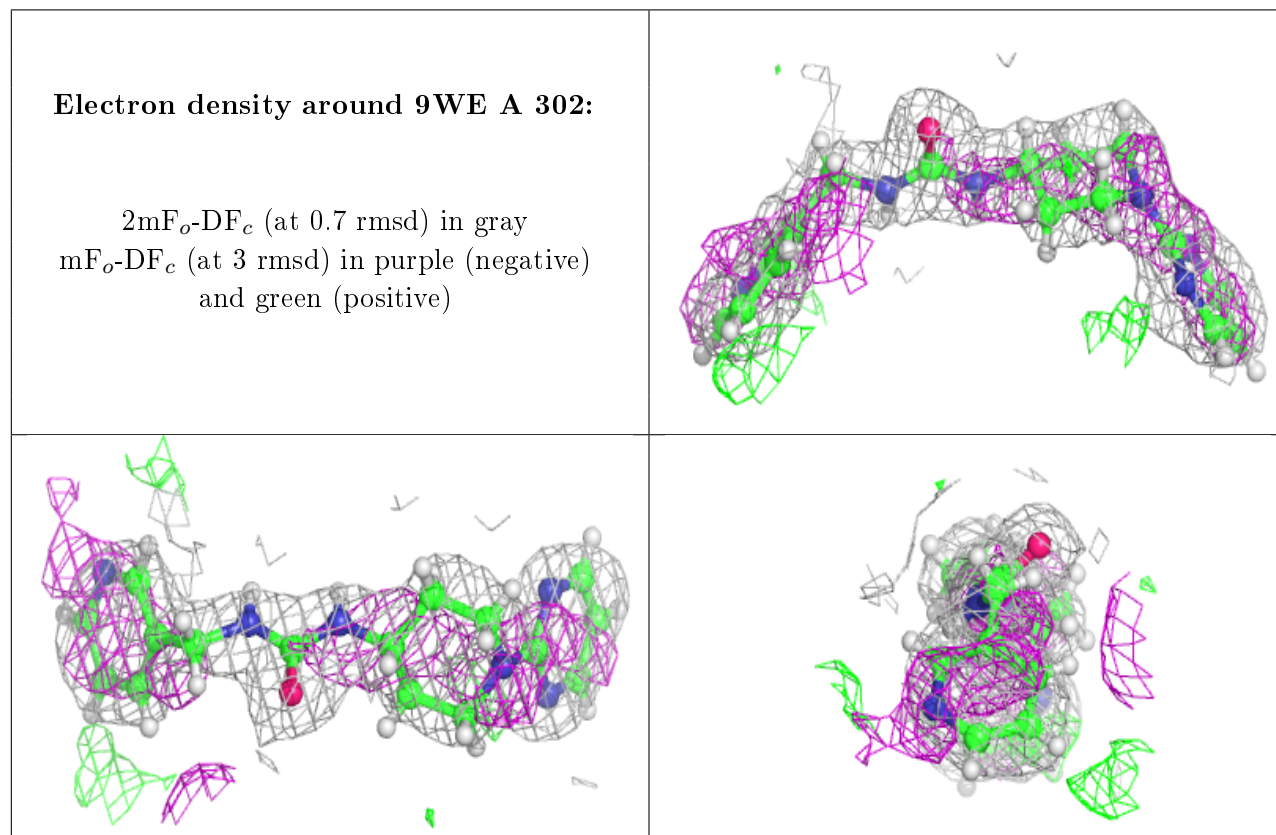 Electron density around 9WE A 302:
2mFₒ-DF𝒸 (at 0.7 rmsd) in gray
mFₒ-DF𝒸 (at 3 rmsd) in purple (negative)
and green (positive)